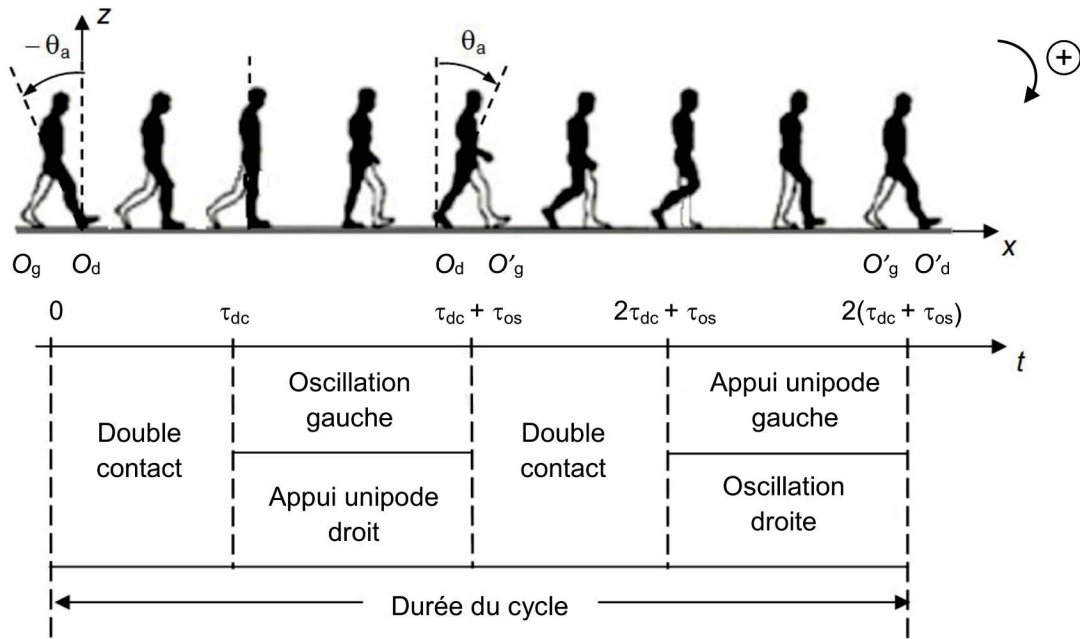 z
− θa
θa
+
x
Og Od Od O'g O'g O'd
0 τdc τdc + τos 2τdc + τos 2(τdc + τos)
t
Double
contact
Oscillation
gauche
Appui unipode
droit
Double
contact
Appui unipode
gauche
Oscillation
droite
Durée du cycle